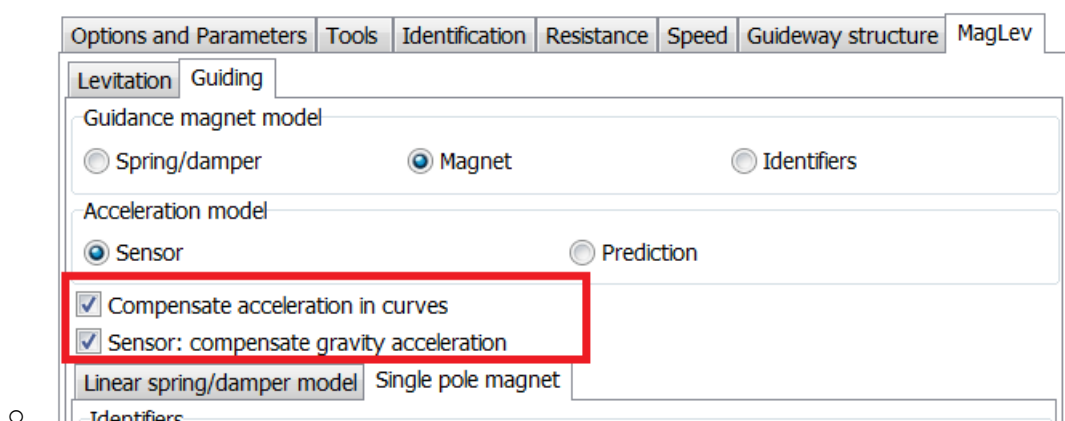 Options and Parameters Tools Identification Resistance Speed Guideway structure MagLev
Levitation Guiding
Guidance magnet model
Spring/damper Magnet Identifiers
Acceleration model
Sensor Prediction
Compensate acceleration in curves
Sensor: compensate gravity acceleration
Linear spring/damper model Single pole magnet
Identifiers